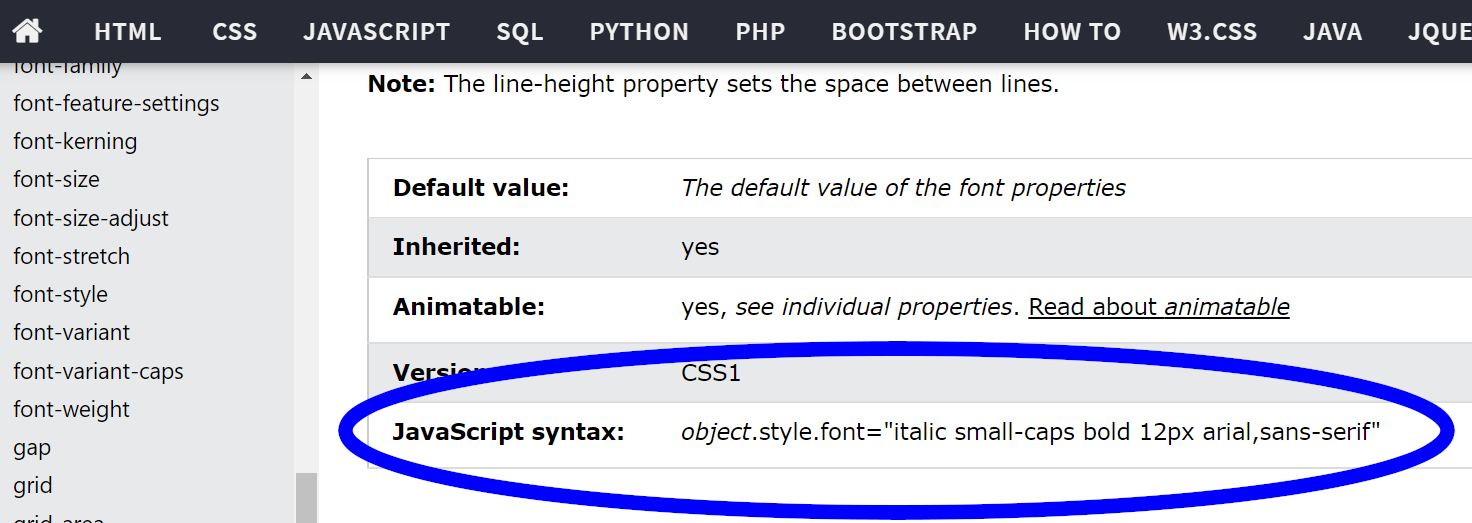 HTML CSS JAVASCRIPT SQL PYTHON PHP BOOTSTRAP HOW TO W3.CSS JAVA JQUE
font-family
font-feature-settings
font-kerning
font-size
font-size-adjust
font-stretch
font-style
font-variant
font-variant-caps
font-weight
gap
grid
grid-area
Note: The line-height property sets the space between lines.
Default value: The default value of the font properties
Inherited: yes
Animatable: yes, see individual properties. Read about animatable
Version: CSS1
JavaScript syntax: object.style.font="italic small-caps bold 12px arial,sans-serif"